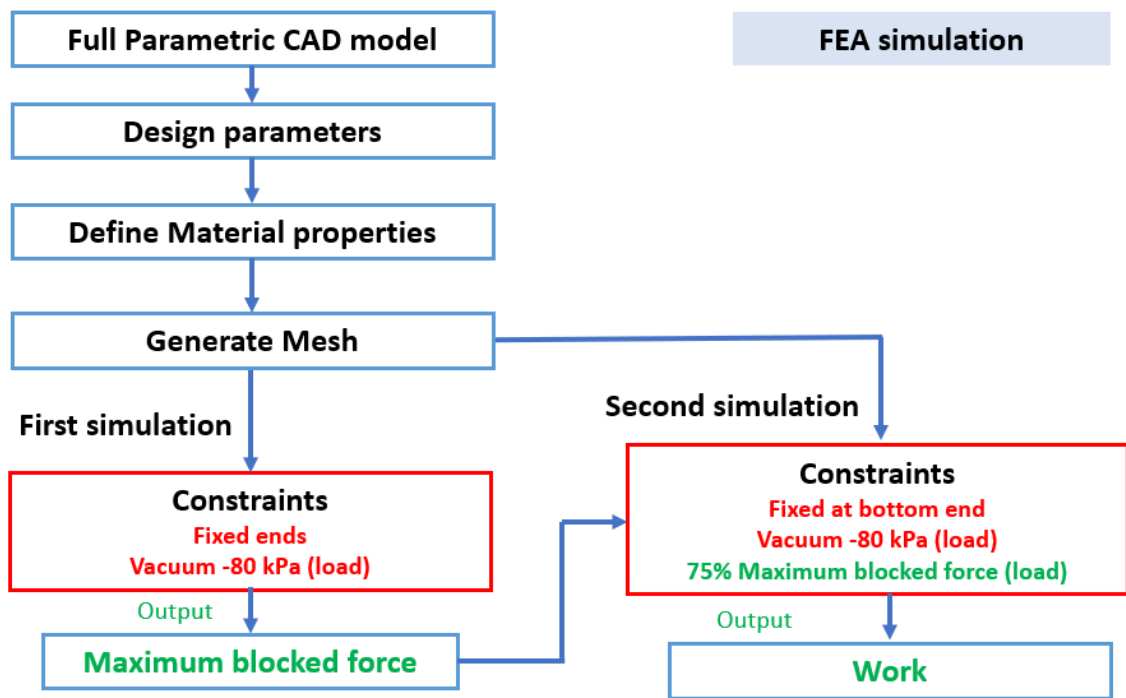 Full Parametric CAD model
FEA simulation
Design parameters
Define Material properties
Generate Mesh
First simulation
Second simulation
Constraints
Fixed ends
Vacuum -80 kPa (load)
Constraints
Fixed at bottom end
Vacuum -80 kPa (load)
75% Maximum blocked force (load)
Output
Maximum blocked force
Output
Work